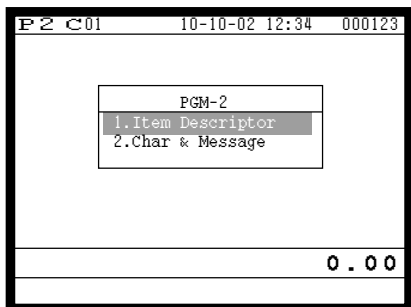 P2 C01 10-10-02 12:34 000123
PGM-2
1.Item Descriptor
2.Char & Message
0.00